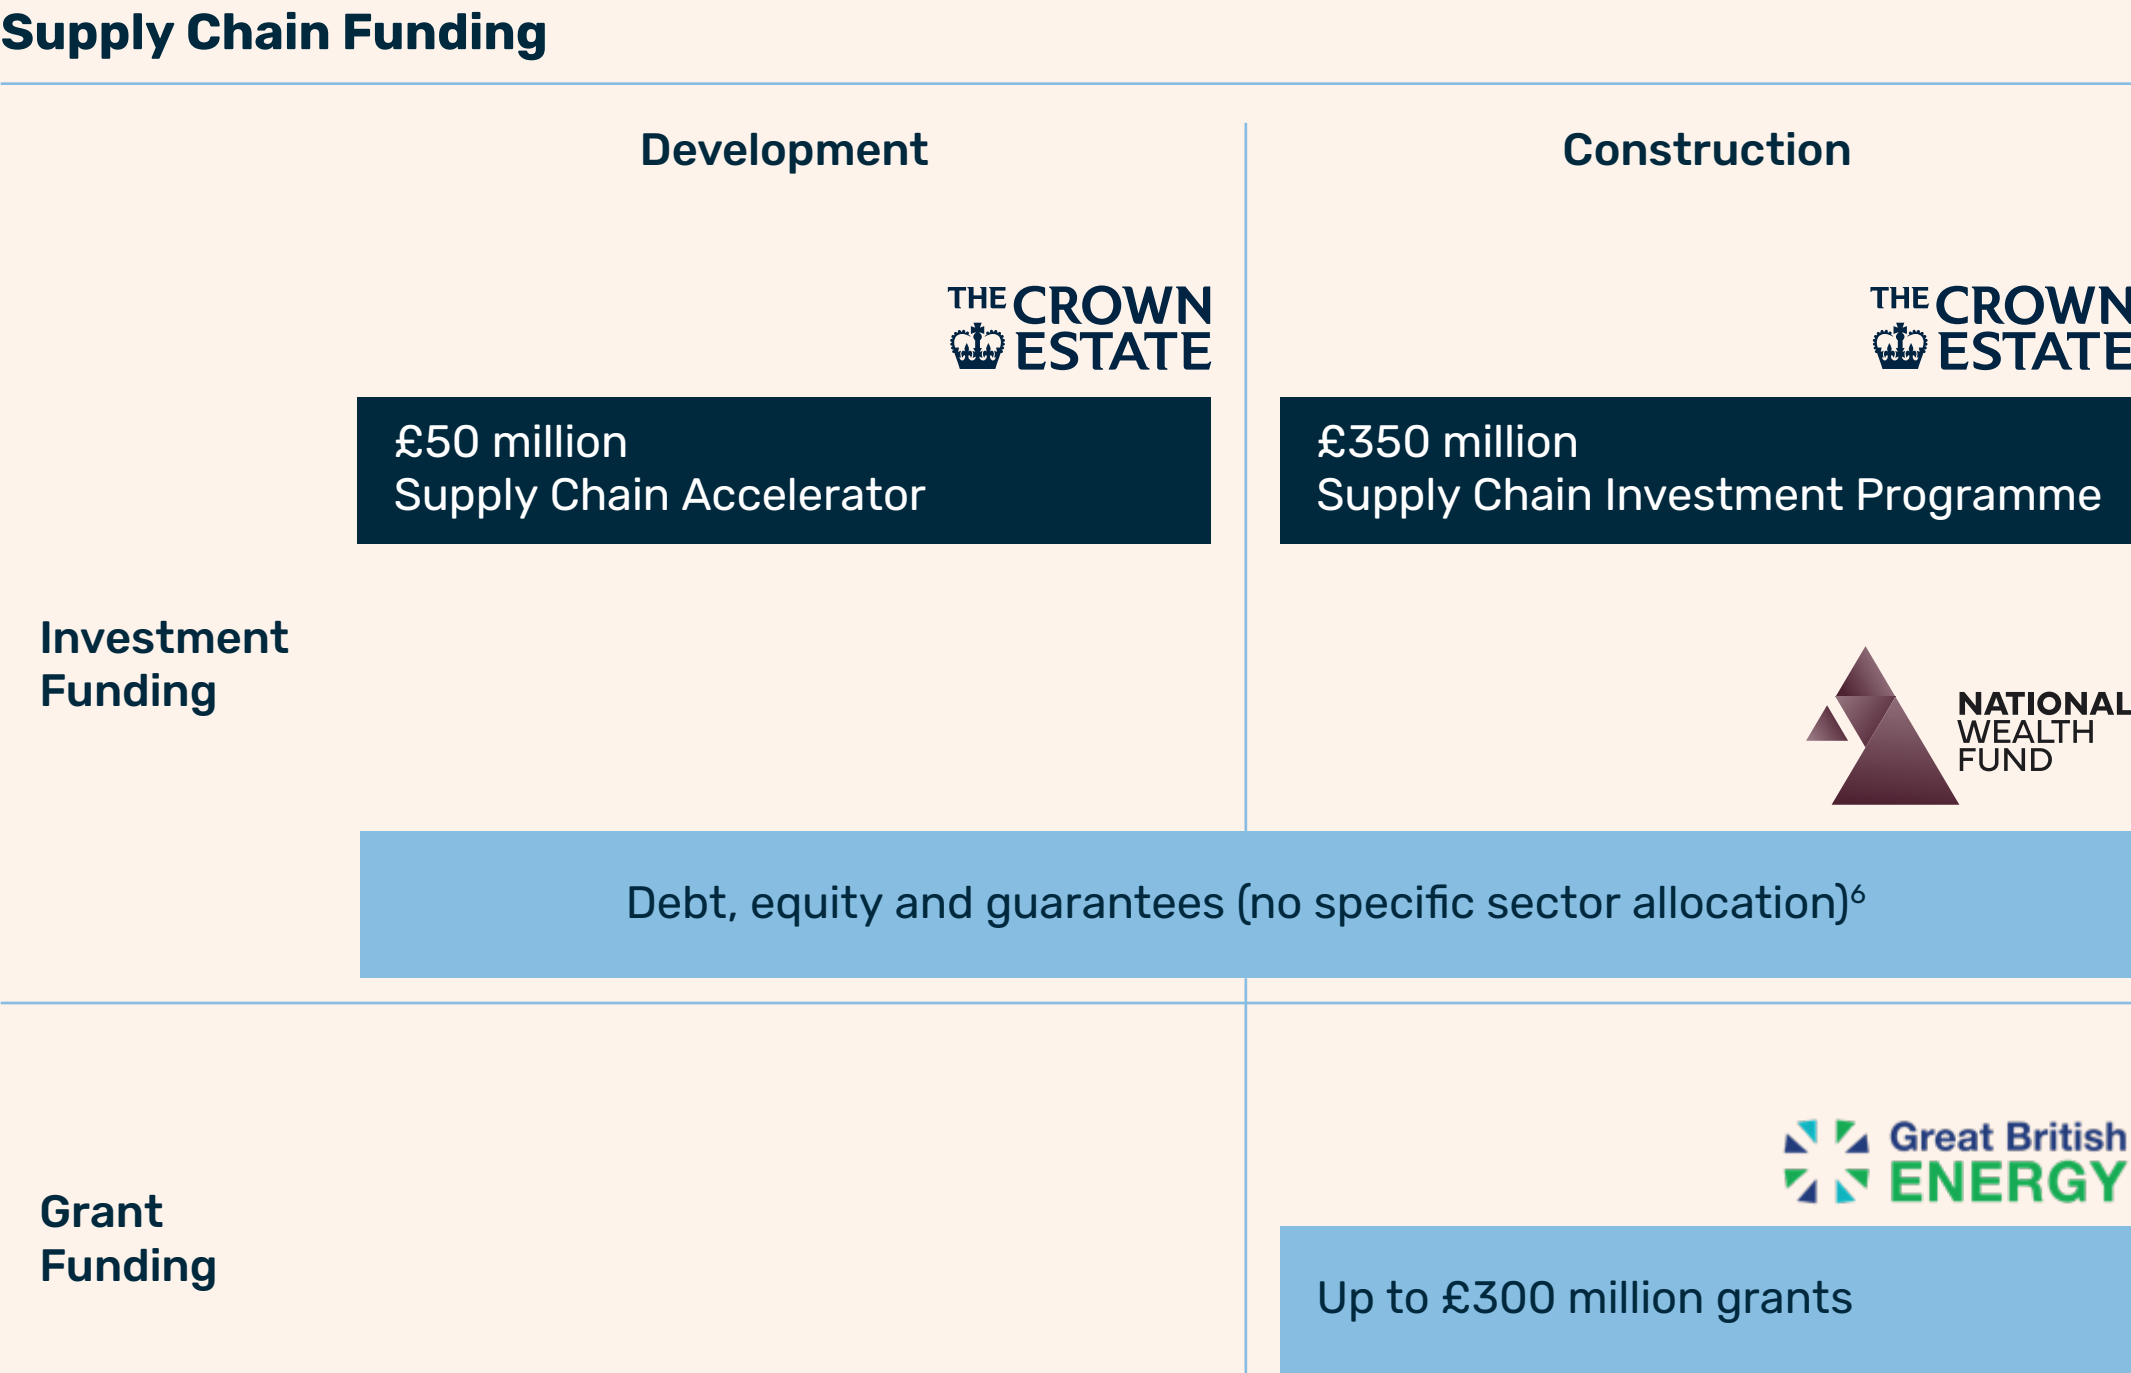 Supply Chain Funding
Development
Construction
THE CROWN
ESTATE
THE CROWN
ESTATE
£50 million
Supply Chain Accelerator
£350 million
Supply Chain Investment Programme
Investment
Funding
NATIONAL
WEALTH
FUND
Debt, equity and guarantees (no specific sector allocation)⁶
Great British
ENERGY
Grant
Funding
Up to £300 million grants